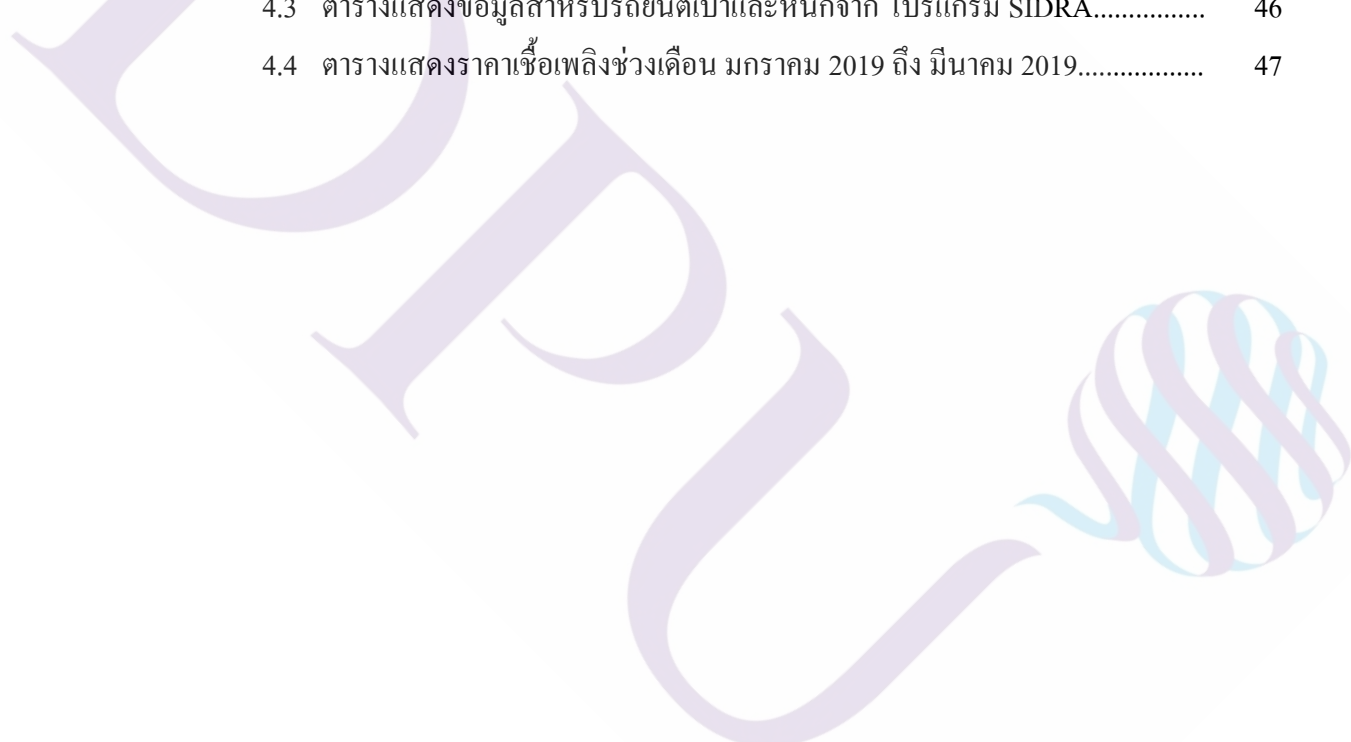 4.3 ตารางแสดงข้อมูลสำหรับรถยนต์เบาและหนักจาก โปรแกรม SIDRA................ 46
4.4 ตารางแสดงราคาเชื้อเพลิงช่วงเดือน มกราคม 2019 ถึง มีนาคม 2019.................. 47
DPU